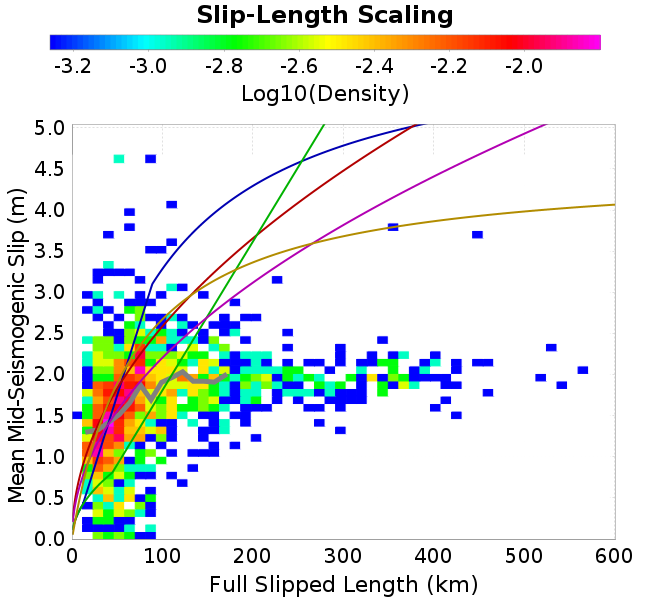 Slip-Length Scaling
-3.2 -3.0 -2.8 -2.6 -2.4 -2.2 -2.0
Log10(Density)
5.0
4.5
4.0
3.5
3.0
2.5
2.0
1.5
1.0
0.5
0.0
Mean Mid-Seismogenic Slip (m)
0 100 200 300 400 500 600
Full Slipped Length (km)